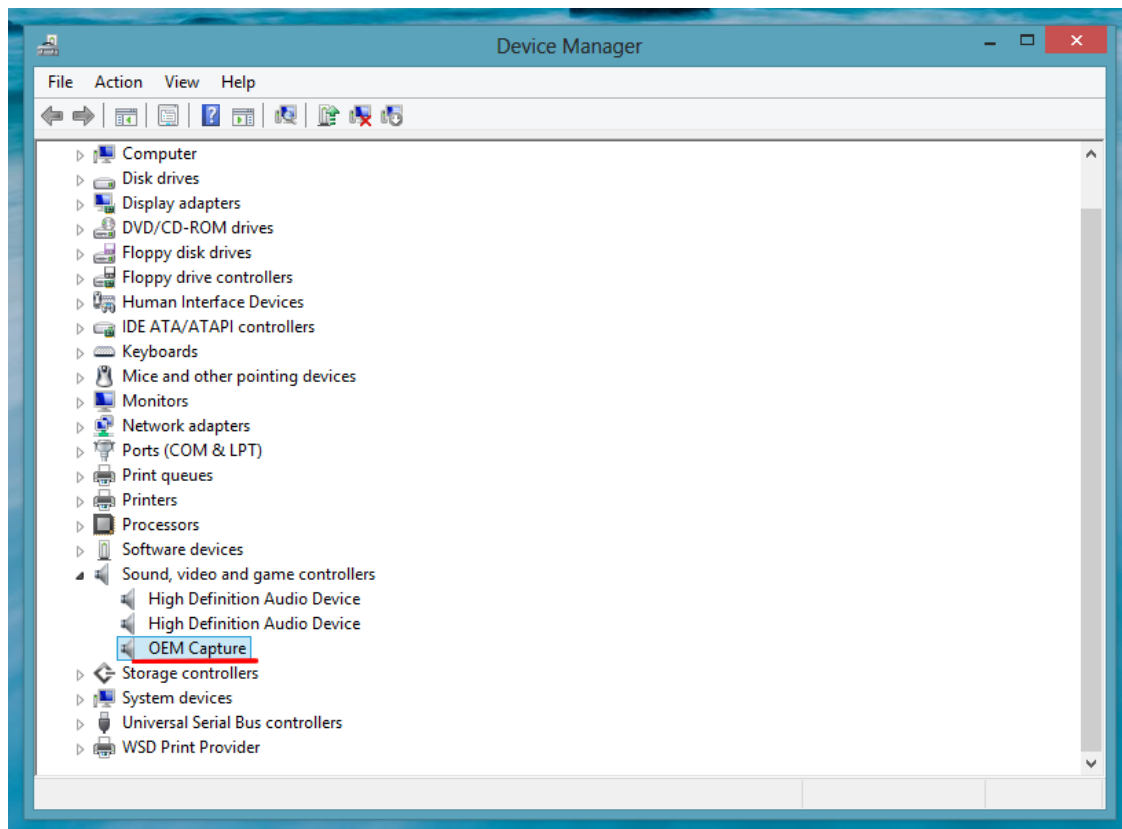 Device Manager
File Action View Help
Computer
Disk drives
Display adapters
DVD/CD-ROM drives
Floppy disk drives
Floppy drive controllers
Human Interface Devices
IDE ATA/ATAPI controllers
Keyboards
Mice and other pointing devices
Monitors
Network adapters
Ports (COM & LPT)
Print queues
Printers
Processors
Software devices
Sound, video and game controllers
High Definition Audio Device
High Definition Audio Device
OEM Capture
Storage controllers
System devices
Universal Serial Bus controllers
WSD Print Provider